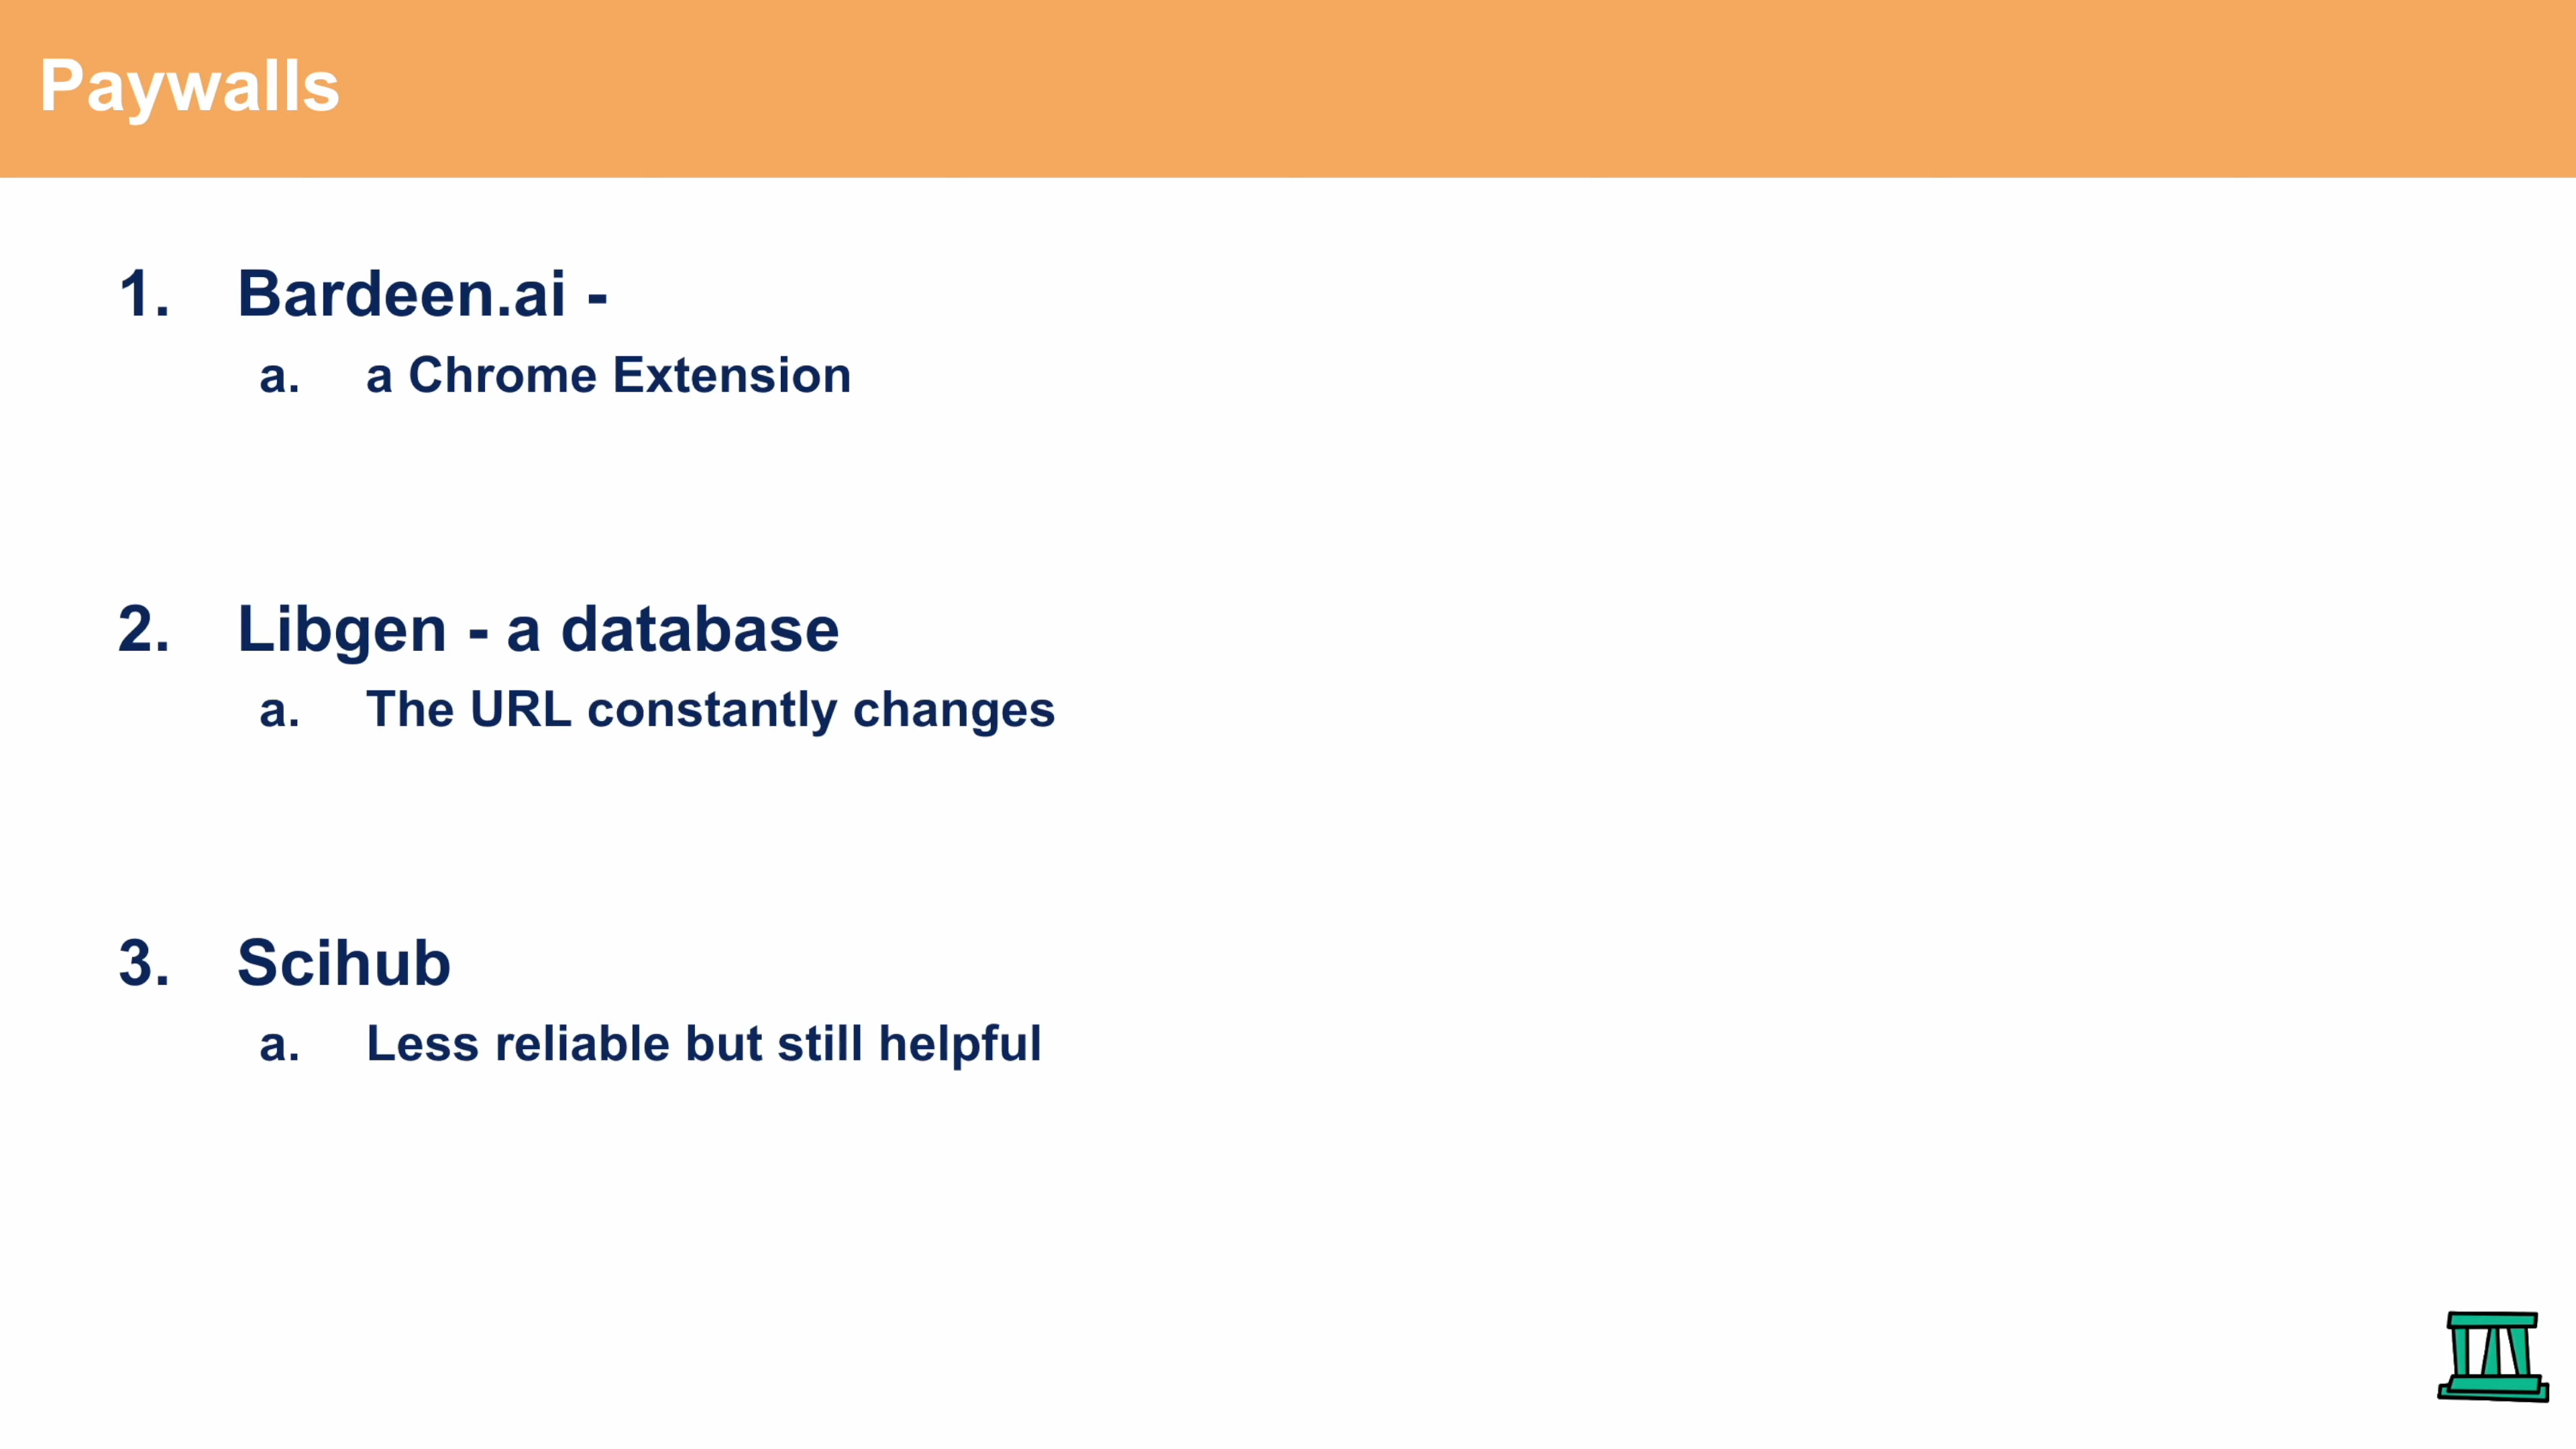 Paywalls
1. Bardeen.ai -
a. a Chrome Extension
2. Libgen - a database
a. The URL constantly changes
3. Scihub
a. Less reliable but still helpful